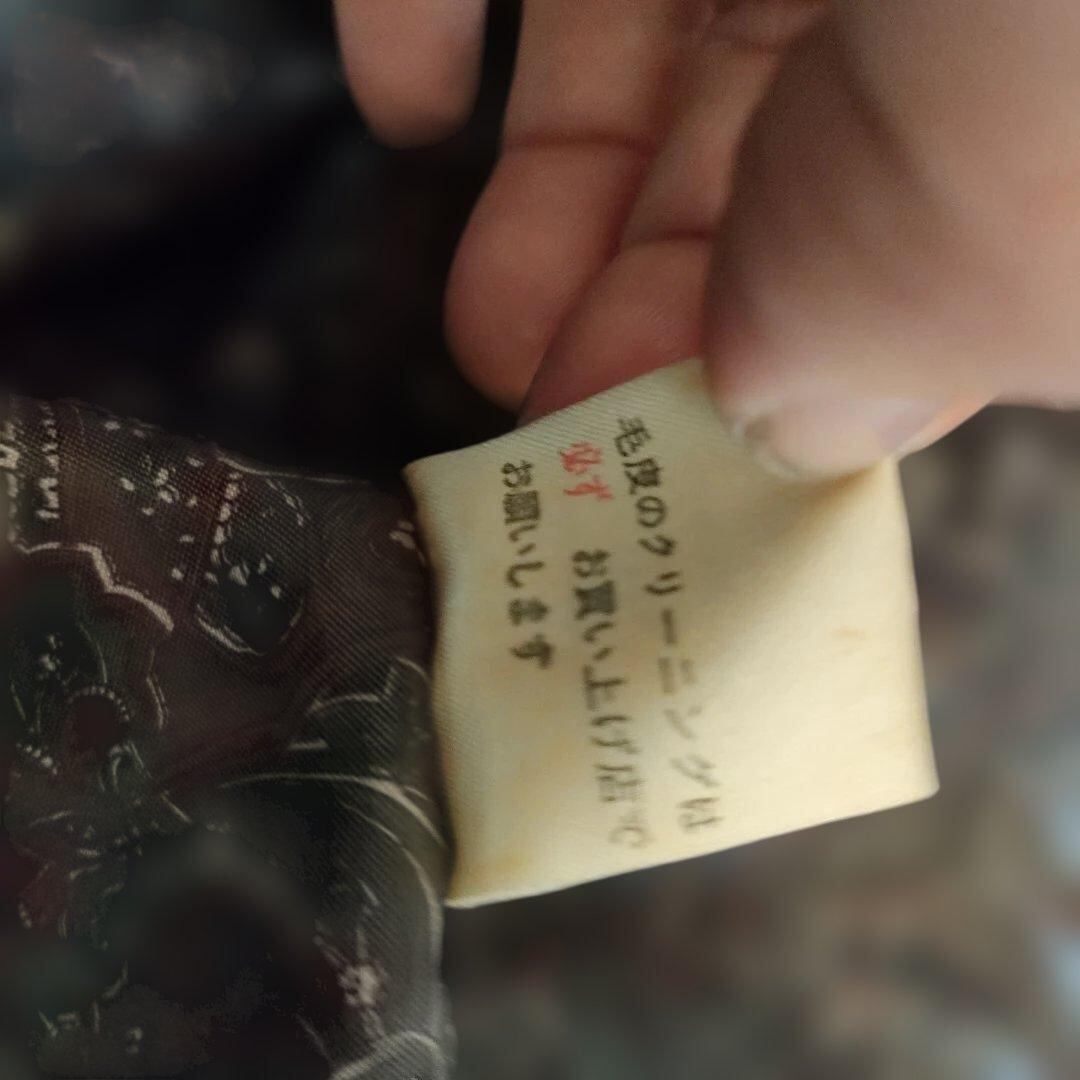 毛皮のクリーニングは
必ず お買い上げ店で
お願いします